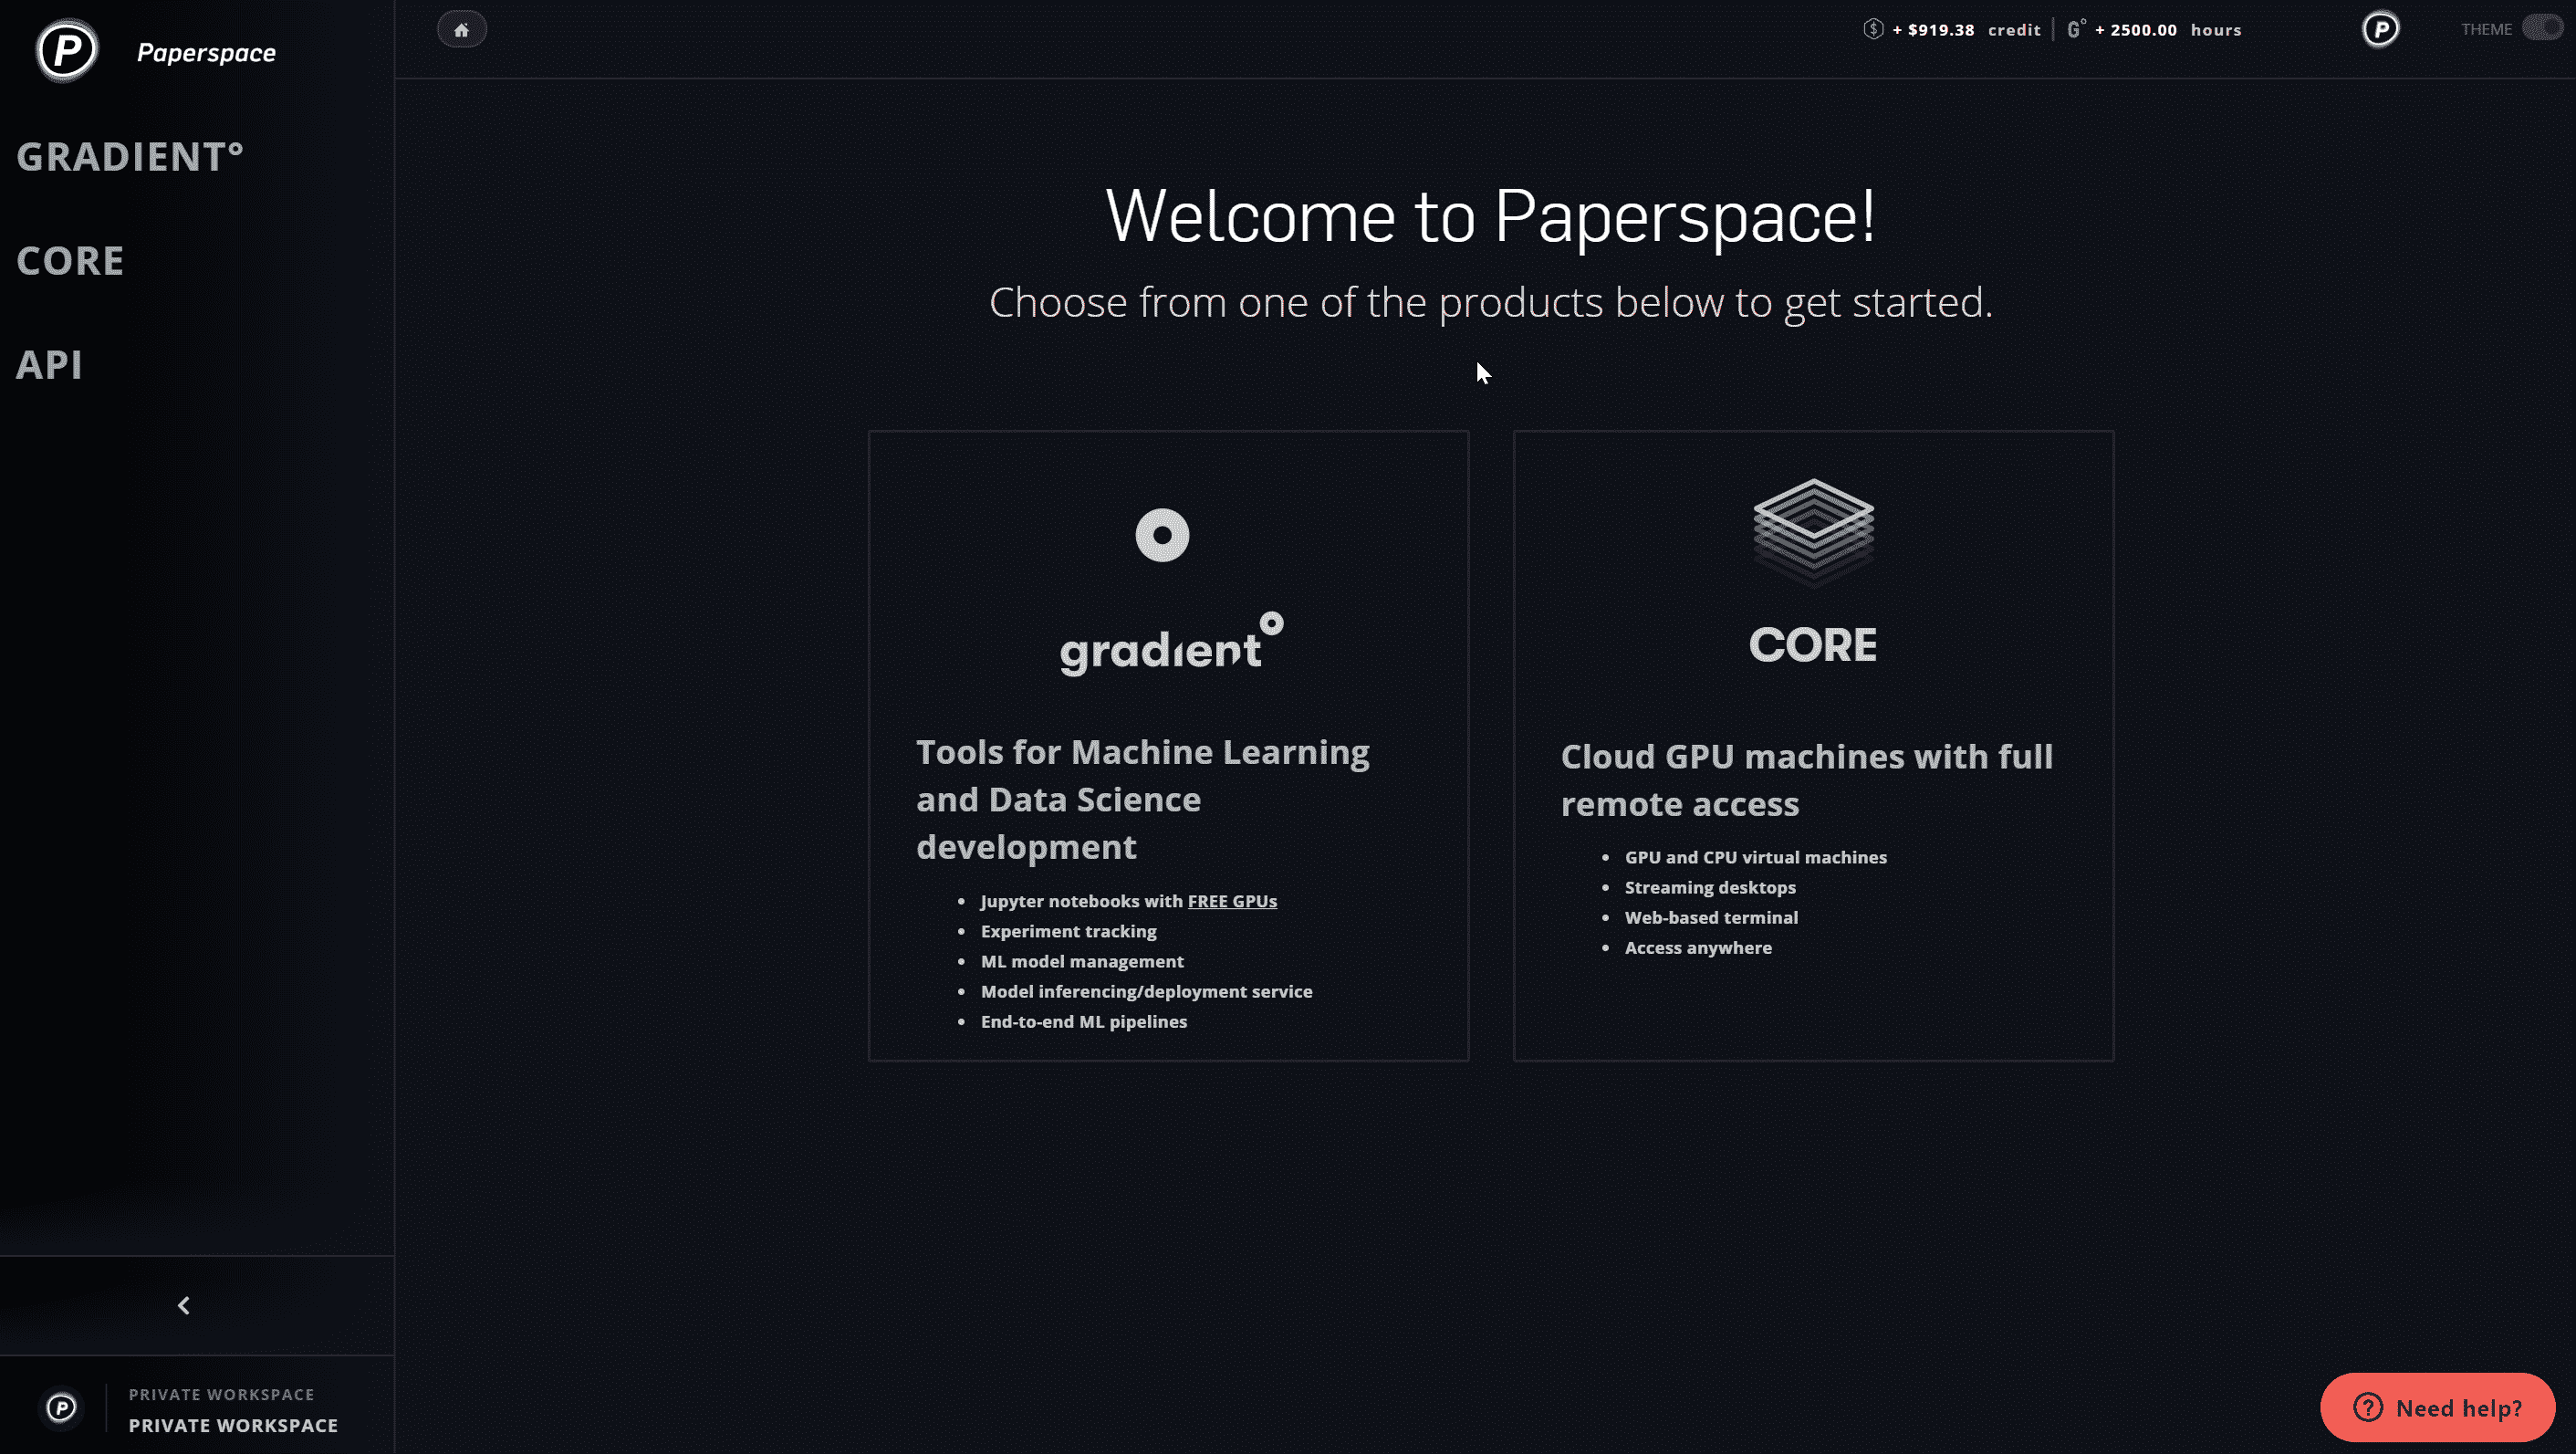 P Paperspace
GRADIENT°
CORE
API
+ $919.38 credit | G° + 2500.00 hours
P
THEME
Welcome to Paperspace!
Choose from one of the products below to get started.
gradient°
Tools for Machine Learning
and Data Science
development
• Jupyter notebooks with FREE GPUs
• Experiment tracking
• ML model management
• Model inferencing/deployment service
• End-to-end ML pipelines
CORE
Cloud GPU machines with full
remote access
• GPU and CPU virtual machines
• Streaming desktops
• Web-based terminal
• Access anywhere
P
PRIVATE WORKSPACE
PRIVATE WORKSPACE
? Need help?